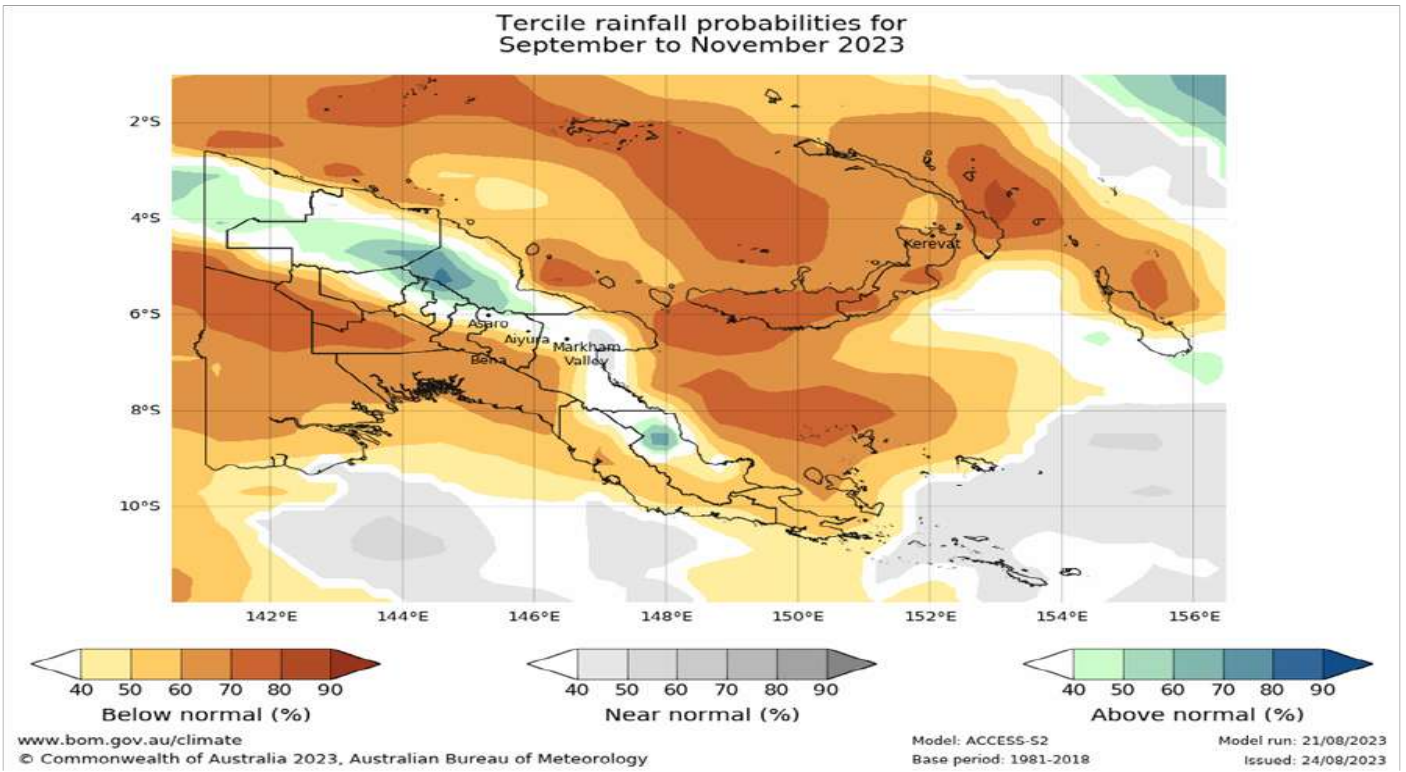 Tercile rainfall probabilities for
September to November 2023
2°S
4°S
6°S
8°S
10°S
Kerevat
Asaro
Aiyura
Markham
Valley
Bena
142°E 144°E 146°E 148°E 150°E 152°E 154°E 156°E
40 50 60 70 80 90
Below normal (%)
40 50 60 70 80 90
Near normal (%)
40 50 60 70 80 90
Above normal (%)
www.bom.gov.au/climate
© Commonwealth of Australia 2023, Australian Bureau of Meteorology
Model: ACCESS-S2
Base period: 1981-2018
Model run: 21/08/2023
Issued: 24/08/2023